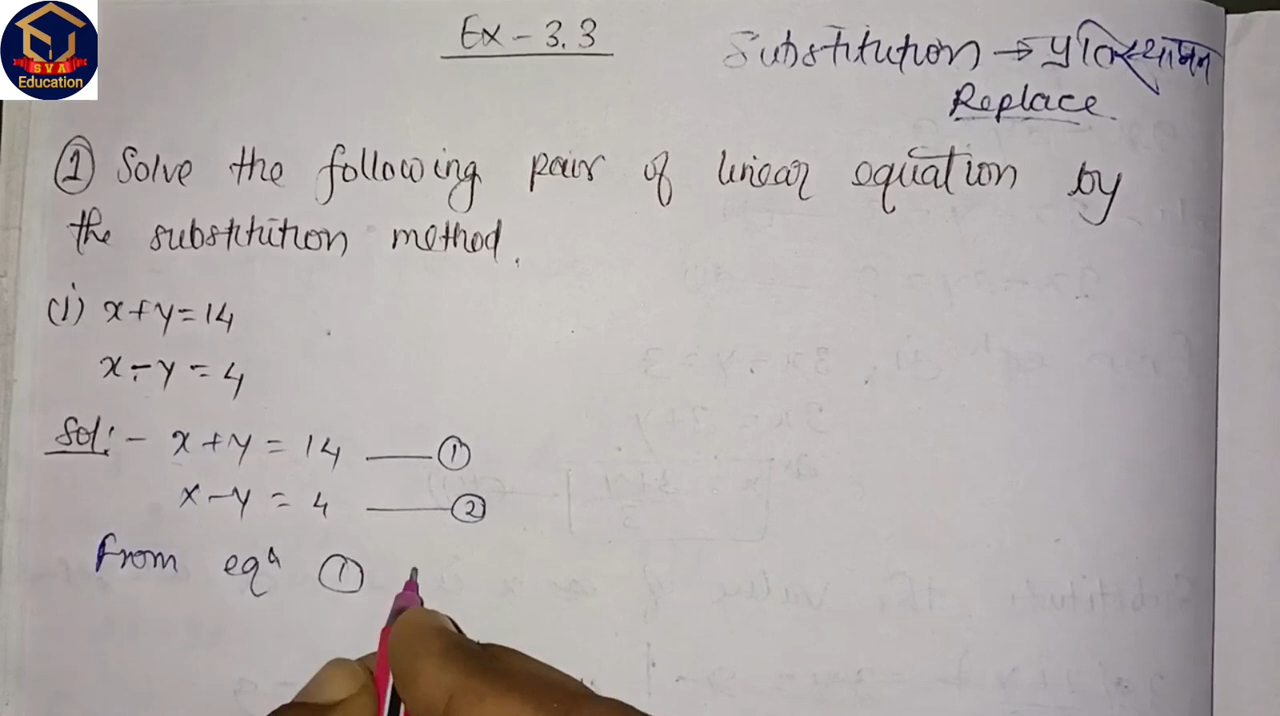 SVA
Education
Ex - 3.3
Substitution → प्रतिस्थापन
Replace
① Solve the following pair of linear equation by
the substitution method.
(i) x+y=14
x-y=4
Sol:- x+y=14 —— ①
x-y=4 —— ②
From eqⁿ ①